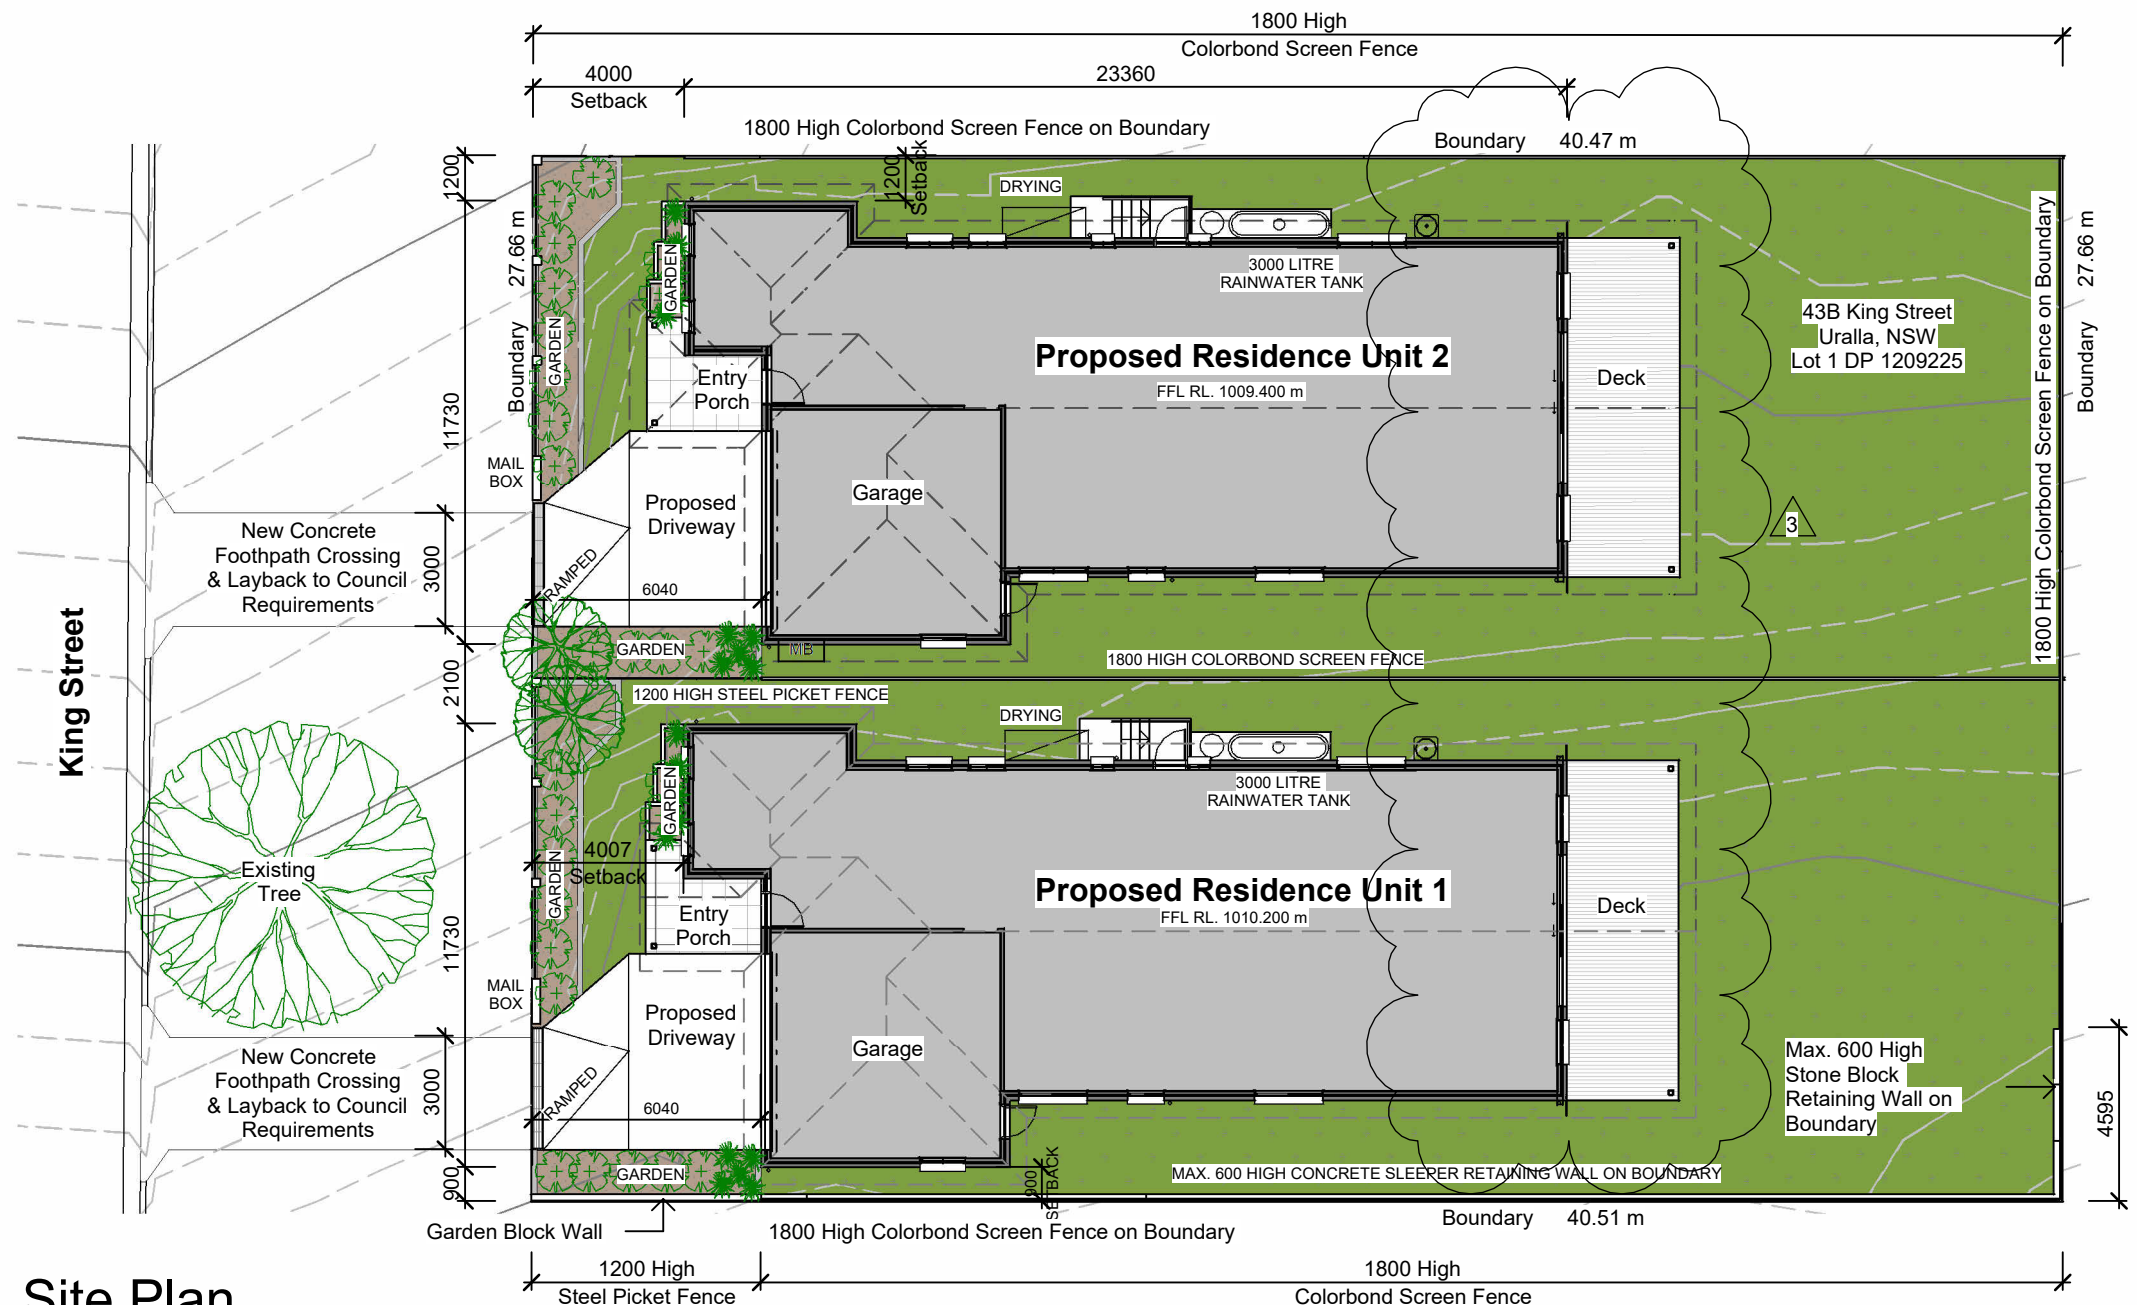 1800 High
Colorbond Screen Fence
4000
Setback
23360
1800 High Colorbond Screen Fence on Boundary
Boundary 40.47 m
1200
1200
Setback
DRYING
27.66 m
Boundary
GARDEN
GARDEN
3000 LITRE
RAINWATER TANK
43B King Street
Uralla, NSW
Lot 1 DP 1209225
1800 High Colorbond Screen Fence on Boundary
27.66 m
Boundary
Proposed Residence Unit 2
FFL RL. 1009.400 m
Deck
Entry
Porch
11730
MAIL
BOX
Proposed
Driveway
Garage
3
New Concrete
Foothpath Crossing
& Layback to Council
Requirements
3000
RAMPED
6040
King Street
GARDEN
MB
1800 HIGH COLORBOND SCREEN FENCE
2100
1200 HIGH STEEL PICKET FENCE
DRYING
GARDEN
3000 LITRE
RAINWATER TANK
4007
Setback
Existing
Tree
GARDEN
Proposed Residence Unit 1
FFL RL. 1010.200 m
Deck
Entry
Porch
11730
MAIL
BOX
Proposed
Driveway
Garage
New Concrete
Foothpath Crossing
& Layback to Council
Requirements
3000
RAMPED
6040
Max. 600 High
Stone Block
Retaining Wall on
Boundary
4595
900
GARDEN
900
SETBACK
MAX. 600 HIGH CONCRETE SLEEPER RETAINING WALL ON BOUNDARY
Garden Block Wall
1800 High Colorbond Screen Fence on Boundary
Boundary 40.51 m
1200 High
Steel Picket Fence
1800 High
Colorbond Screen Fence
Site Plan